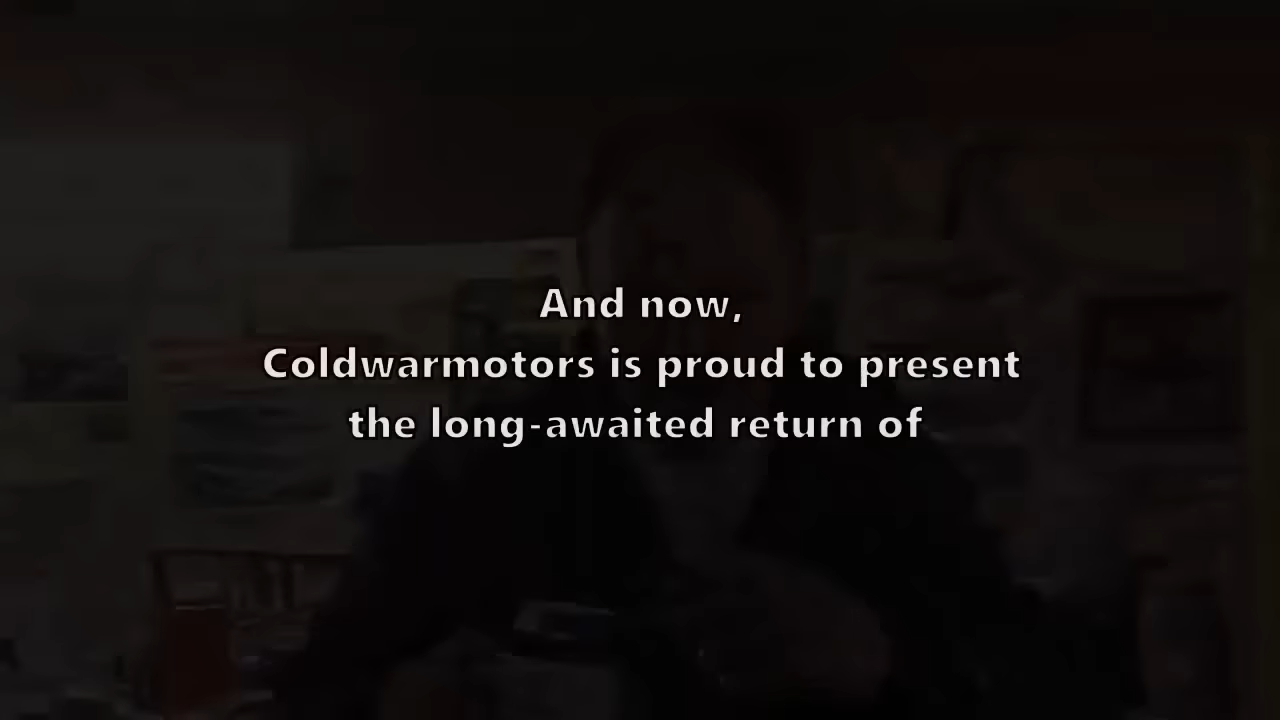 And now,
Coldwarmotors is proud to present
the long-awaited return of